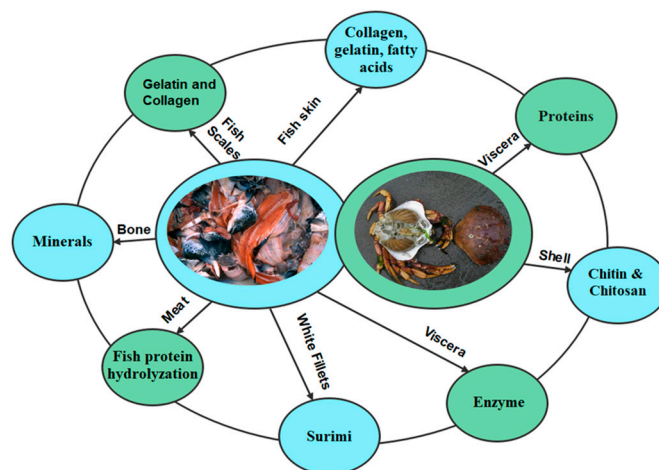 Collagen,
gelatin, fatty
acids
Gelatin and
Collagen
Fish
Scales
Fish skin
Viscera
Proteins
Minerals
Bone
Shell
Chitin &
Chitosan
Meat
White Fillets
Viscera
Fish protein
hydrolyzation
Surimi
Enzyme